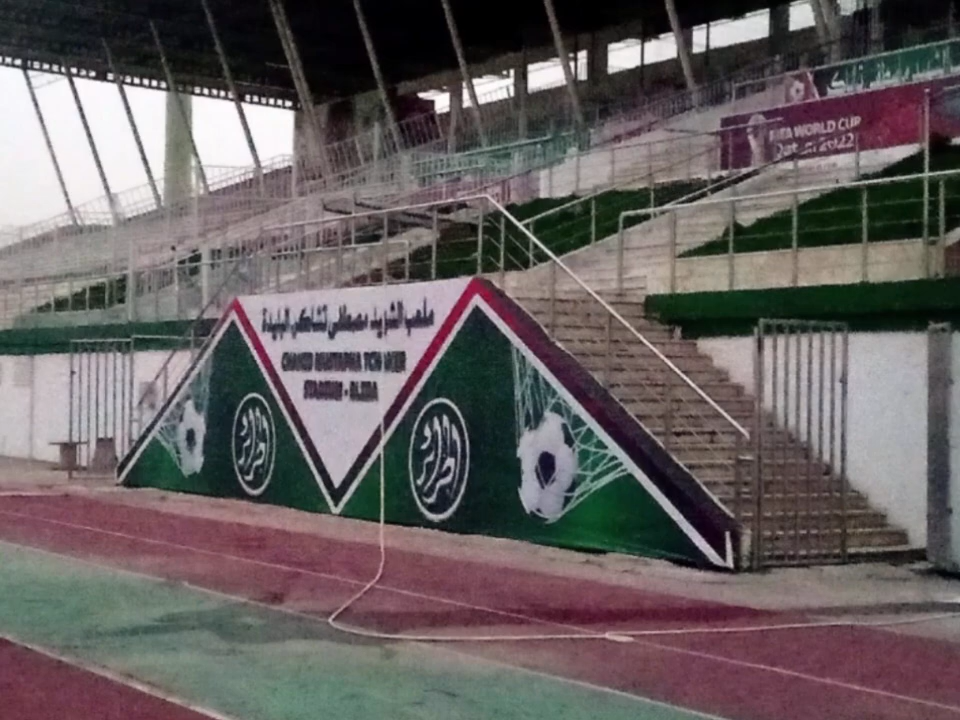 ملعب الشهيد مصطفى تشاكر البليدة
CHAHID MUSTAPHA TCHAKER
STADIUM - BLIDA
FIFA WORLD CUP
Qatar 2022